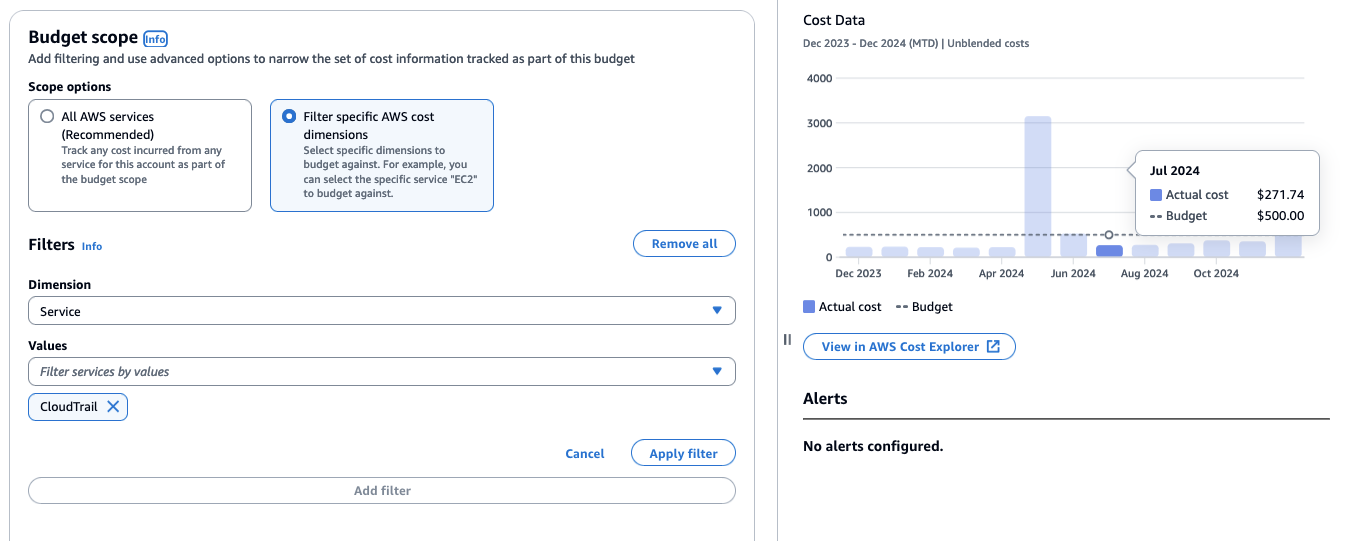 Budget scope Info
Add filtering and use advanced options to narrow the set of cost information tracked as part of this budget
Scope options
All AWS services
(Recommended)
Track any cost incurred from any
service for this account as part of
the budget scope
Filter specific AWS cost
dimensions
Select specific dimensions to
budget against. For example, you
can select the specific service "EC2"
to budget against.
Filters Info
Remove all
Dimension
Service
Values
Filter services by values
CloudTrail
Cancel
Apply filter
Add filter
Cost Data
Dec 2023 - Dec 2024 (MTD) | Unblended costs
4000
3000
2000
1000
0
Dec 2023
Feb 2024
Apr 2024
Jun 2024
Aug 2024
Oct 2024
Jul 2024
Actual cost $271.74
Budget $500.00
Actual cost
Budget
View in AWS Cost Explorer
Alerts
No alerts configured.